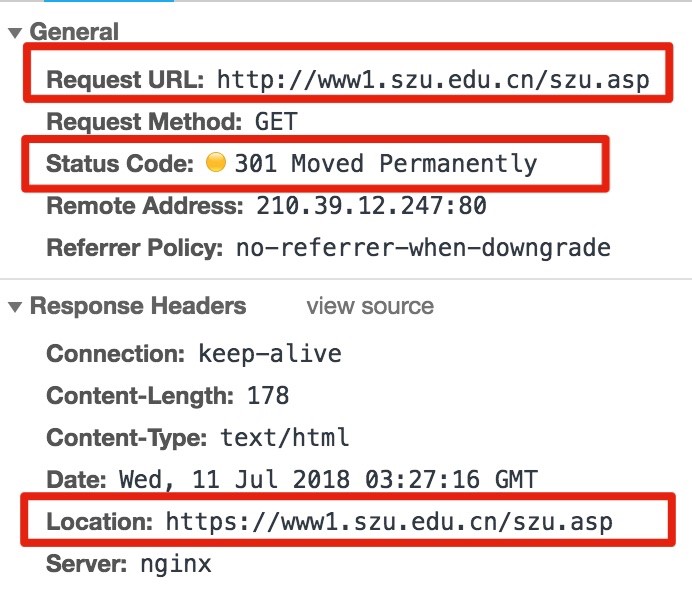 General
Request URL: http://www1.szu.edu.cn/szu.asp
Request Method: GET
Status Code: 301 Moved Permanently
Remote Address: 210.39.12.247:80
Referrer Policy: no-referrer-when-downgrade
Response Headers view source
Connection: keep-alive
Content-Length: 178
Content-Type: text/html
Date: Wed, 11 Jul 2018 03:27:16 GMT
Location: https://www1.szu.edu.cn/szu.asp
Server: nginx